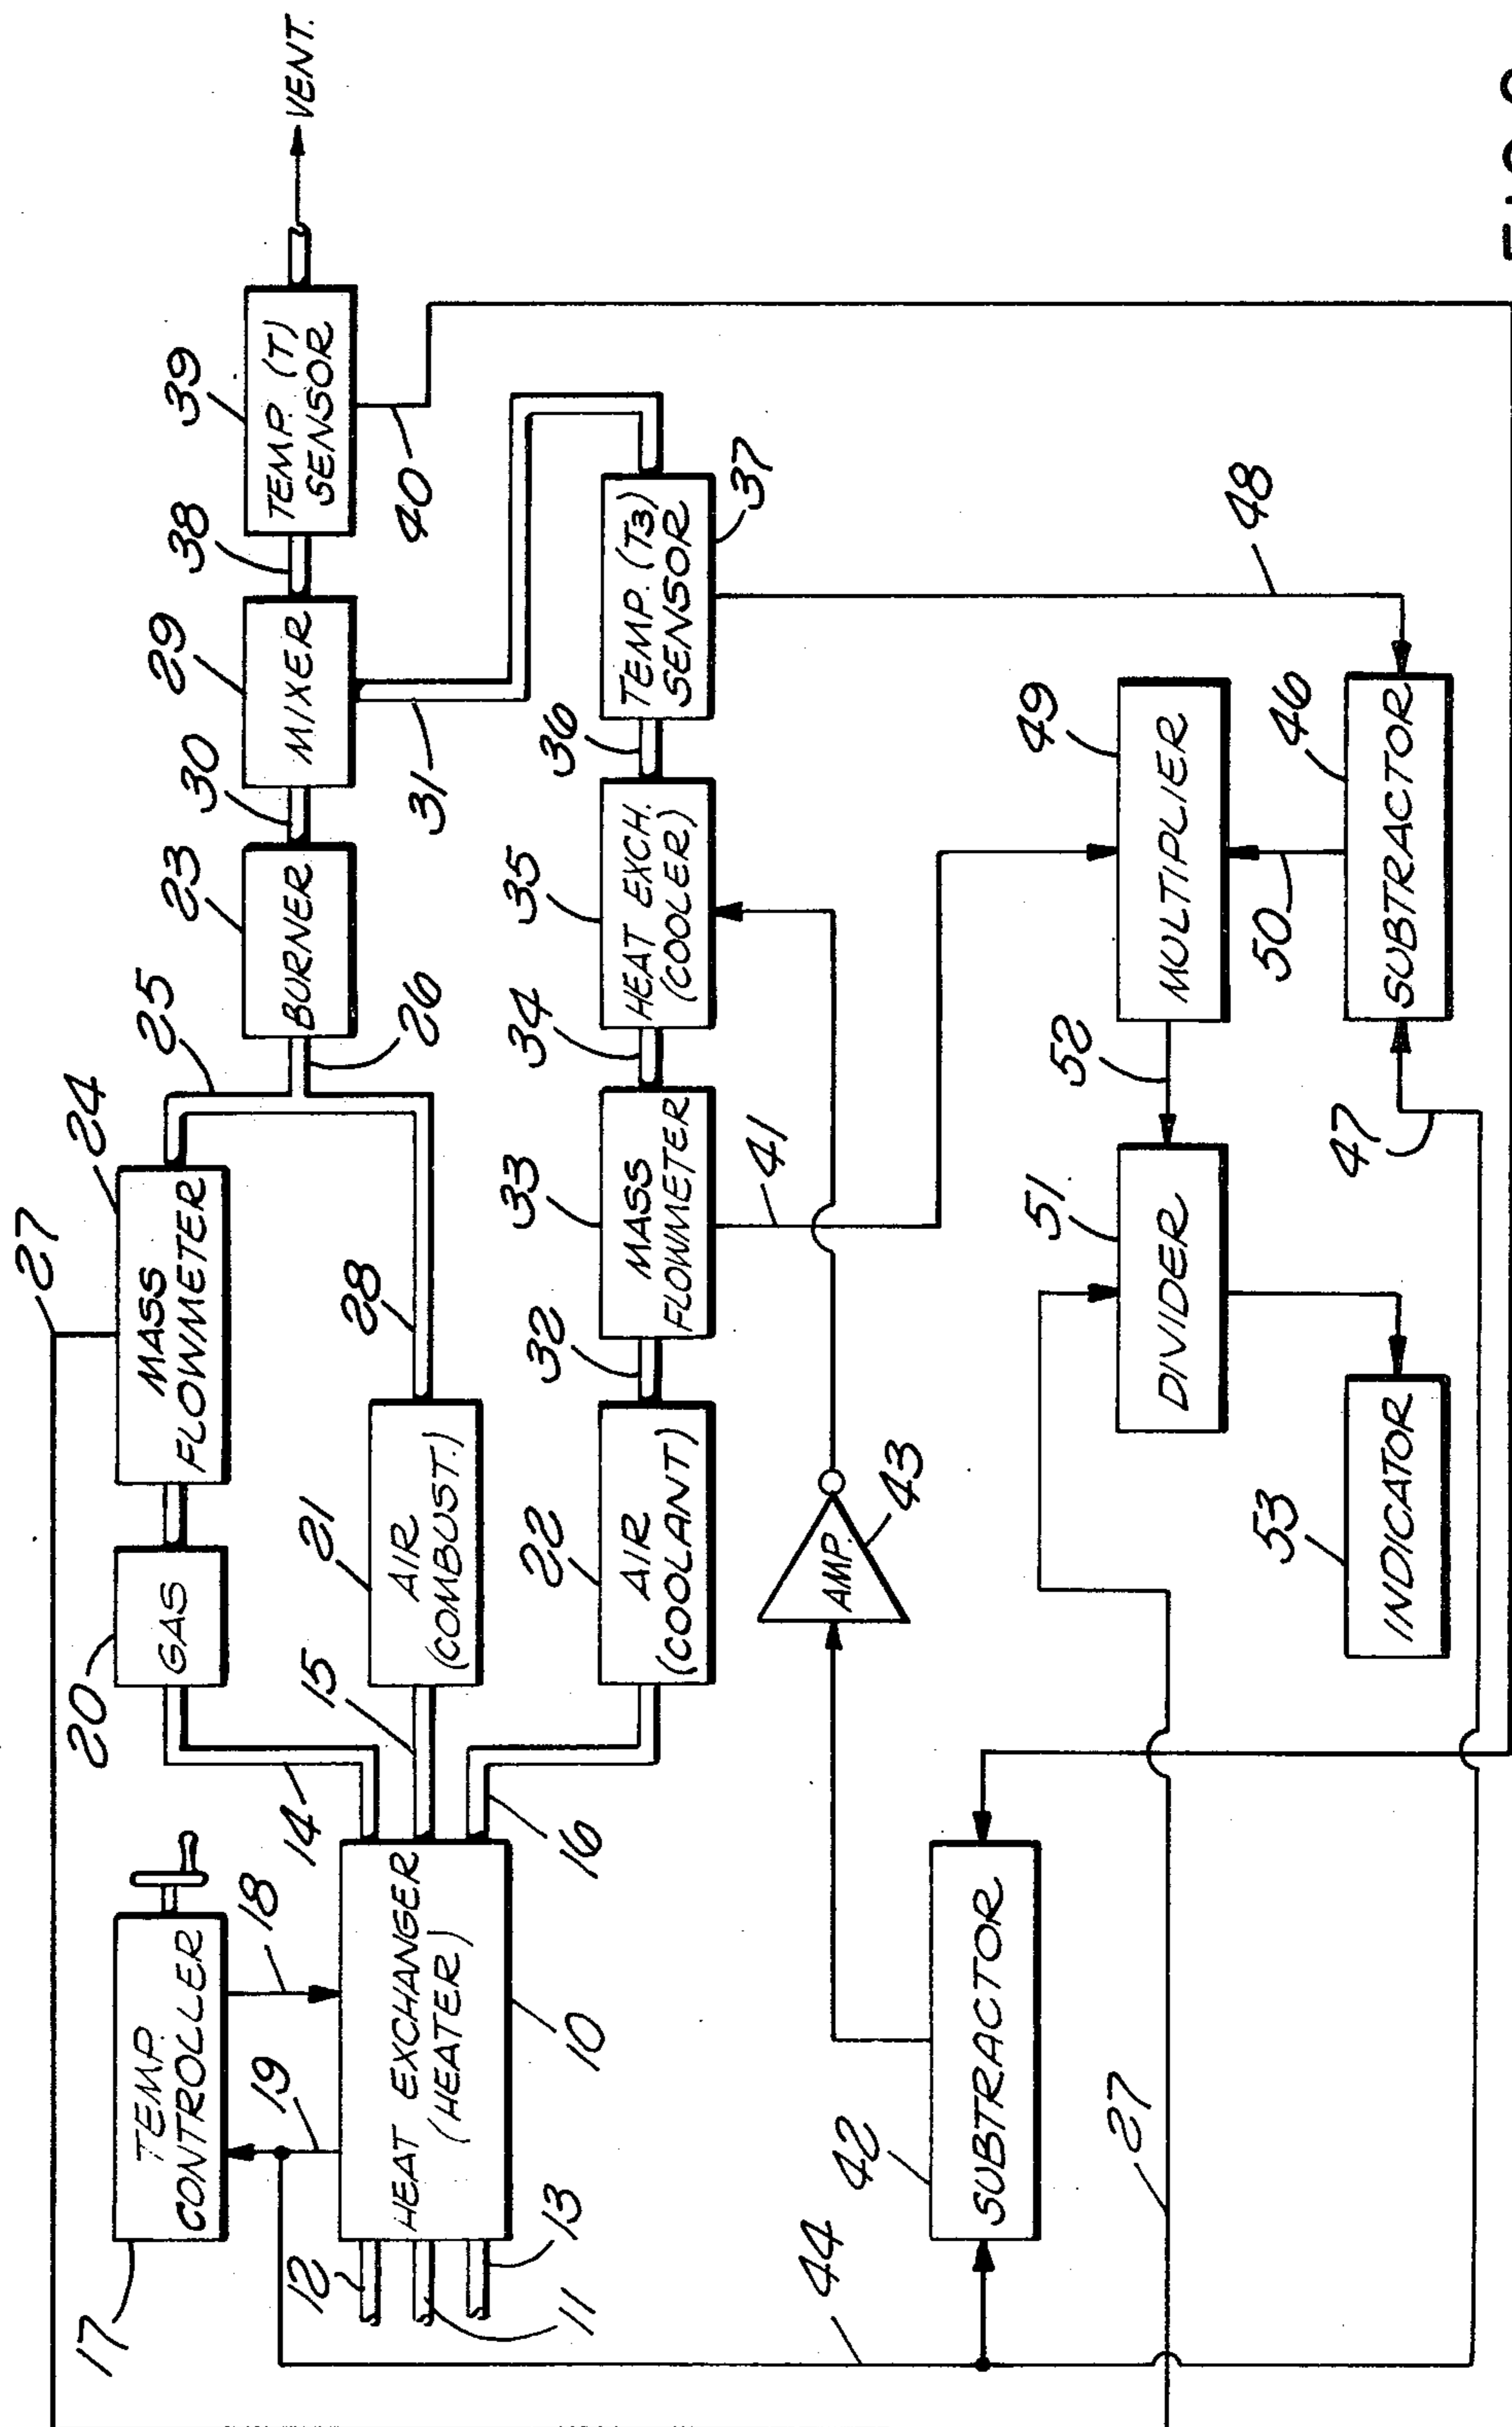 17
TEMP.
CONTROLLER
18
19
12
11
13
HEAT EXCHANGER
(HEATER)
10
14
15
16
20
GAS
21
AIR
(COMBUST.)
22
AIR
(COOLANT)
27
24
MASS
FLOWMETER
25
28
26
23
BURNER
30
29
MIXER
31
38
39
TEMP. (T)
SENSOR
40
VENT.
32
33
MASS
FLOWMETER
41
34
35
HEAT EXCH.
(COOLER)
36
TEMP. (T3)
SENSOR
37
48
AMP.
43
44
42
SUBTRACTOR
27
51
DIVIDER
52
49
MULTIPLIER
50
46
SUBTRACTOR
47
53
INDICATOR